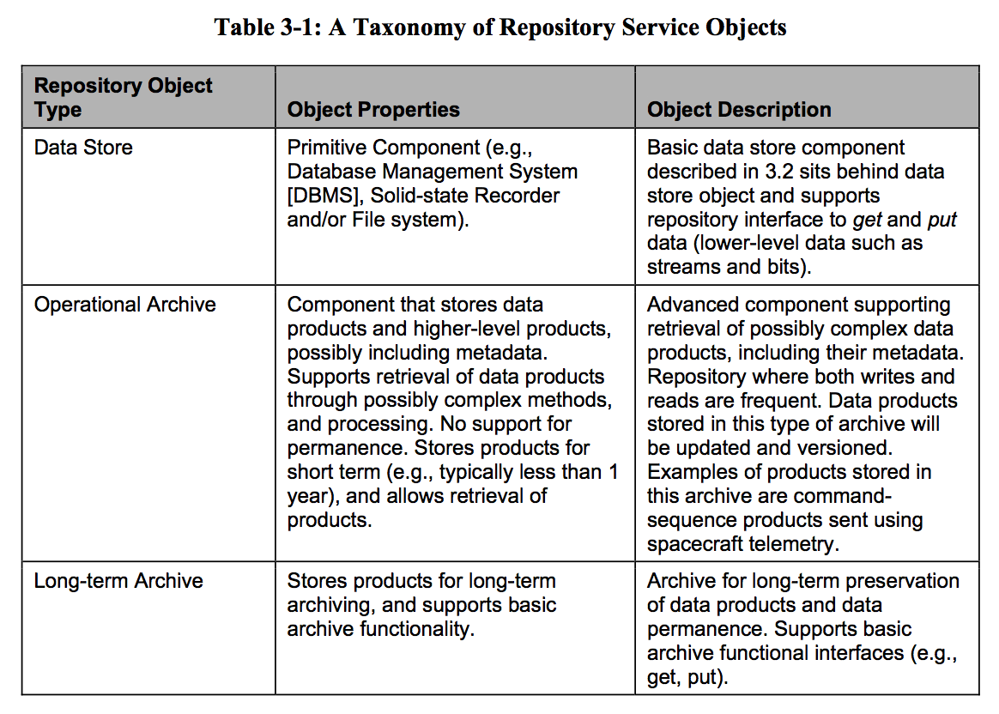 Table 3-1: A Taxonomy of Repository Service Objects
Repository Object
Type
Object Properties
Object Description
Data Store
Primitive Component (e.g.,
Database Management System
[DBMS], Solid-state Recorder
and/or File system).
Basic data store component
described in 3.2 sits behind data
store object and supports
repository interface to get and put
data (lower-level data such as
streams and bits).
Operational Archive
Component that stores data
products and higher-level products,
possibly including metadata.
Supports retrieval of data products
through possibly complex methods,
and processing. No support for
permanence. Stores products for
short term (e.g., typically less than 1
year), and allows retrieval of
products.
Advanced component supporting
retrieval of possibly complex data
products, including their metadata.
Repository where both writes and
reads are frequent. Data products
stored in this type of archive will
be updated and versioned.
Examples of products stored in
this archive are command-
sequence products sent using
spacecraft telemetry.
Long-term Archive
Stores products for long-term
archiving, and supports basic
archive functionality.
Archive for long-term preservation
of data products and data
permanence. Supports basic
archive functional interfaces (e.g.,
get, put).